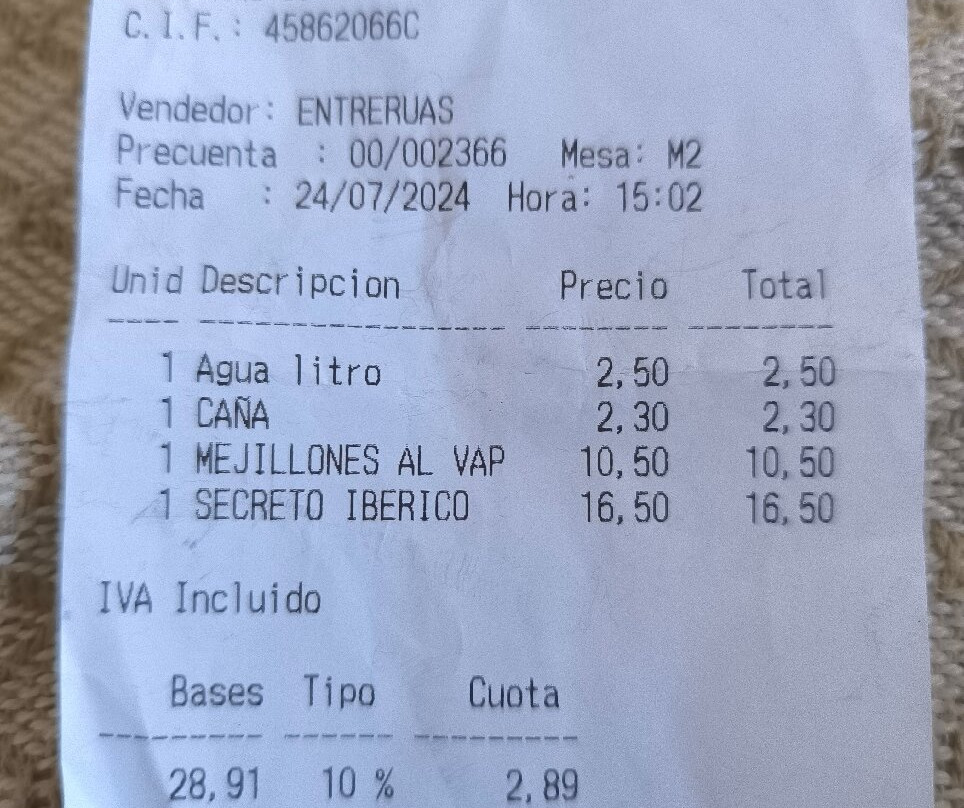 C.I.F.: 45862066C
Vendedor: ENTRERUAS
Precuenta : 00/002366 Mesa: M2
Fecha : 24/07/2024 Hora: 15:02
Unid Descripcion Precio Total
1 Agua litro 2,50 2,50
1 CAÑA 2,30 2,30
1 MEJILLONES AL VAP 10,50 10,50
1 SECRETO IBERICO 16,50 16,50
IVA Incluido
Bases Tipo Cuota
28,91 10 % 2,89